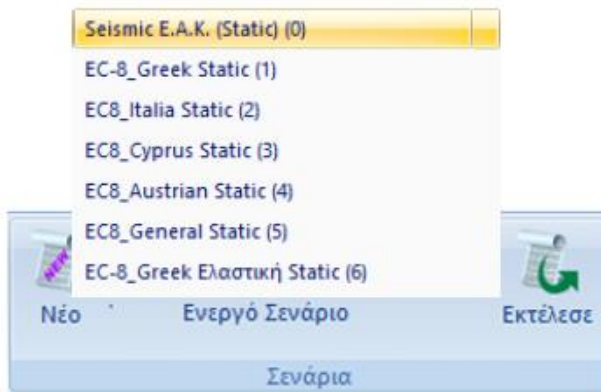 Seismic E.A.K. (Static) (0)
EC-8_Greek Static (1)
EC8_Italia Static (2)
EC8_Cyprus Static (3)
EC8_Austrian Static (4)
EC8_General Static (5)
EC-8_Greek Ελαστική Static (6)
NEW
Νέο Ενεργό Σενάριο Εκτέλεσε
Σενάρια